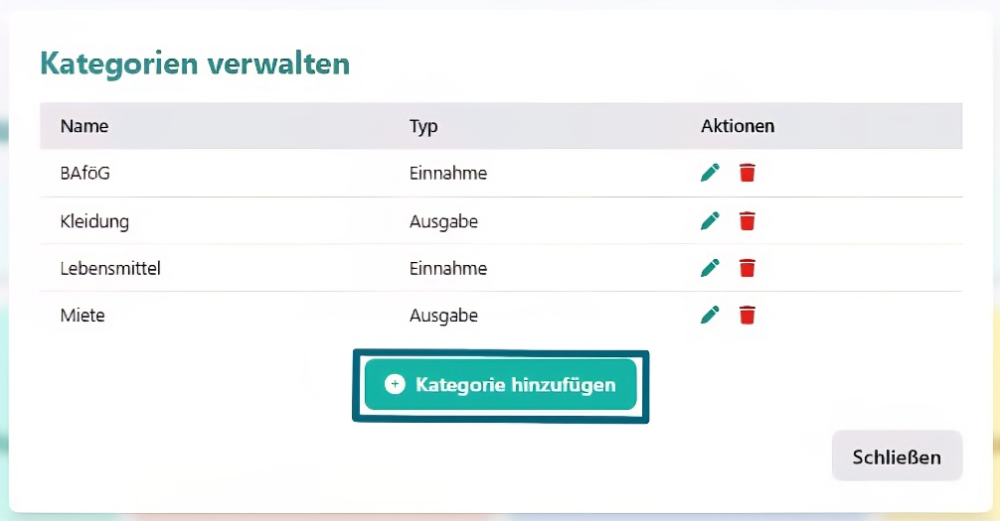 Kategorien verwalten
Name Typ Aktionen
BAföG Einnahme
Kleidung Ausgabe
Lebensmittel Einnahme
Miete Ausgabe
Kategorie hinzufügen
Schließen